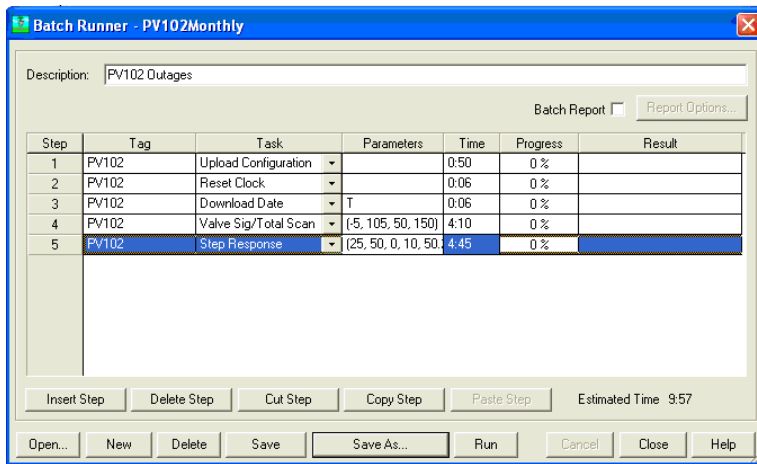 Batch Runner - PV102Monthly
Description: PV102 Outages
Batch Report Report Options...
Step Tag Task Parameters Time Progress Result
1 PV102 Upload Configuration 0:50 0 %
2 PV102 Reset Clock 0:06 0 %
3 PV102 Download Date T 0:06 0 %
4 PV102 Valve Sig/Total Scan (-5, 105, 50, 150) 4:10 0 %
5 PV102 Step Response (25, 50, 0, 10, 50. 4:45 0 %
Insert Step Delete Step Cut Step Copy Step Paste Step Estimated Time 9:57
Open... New Delete Save Save As... Run Cancel Close Help